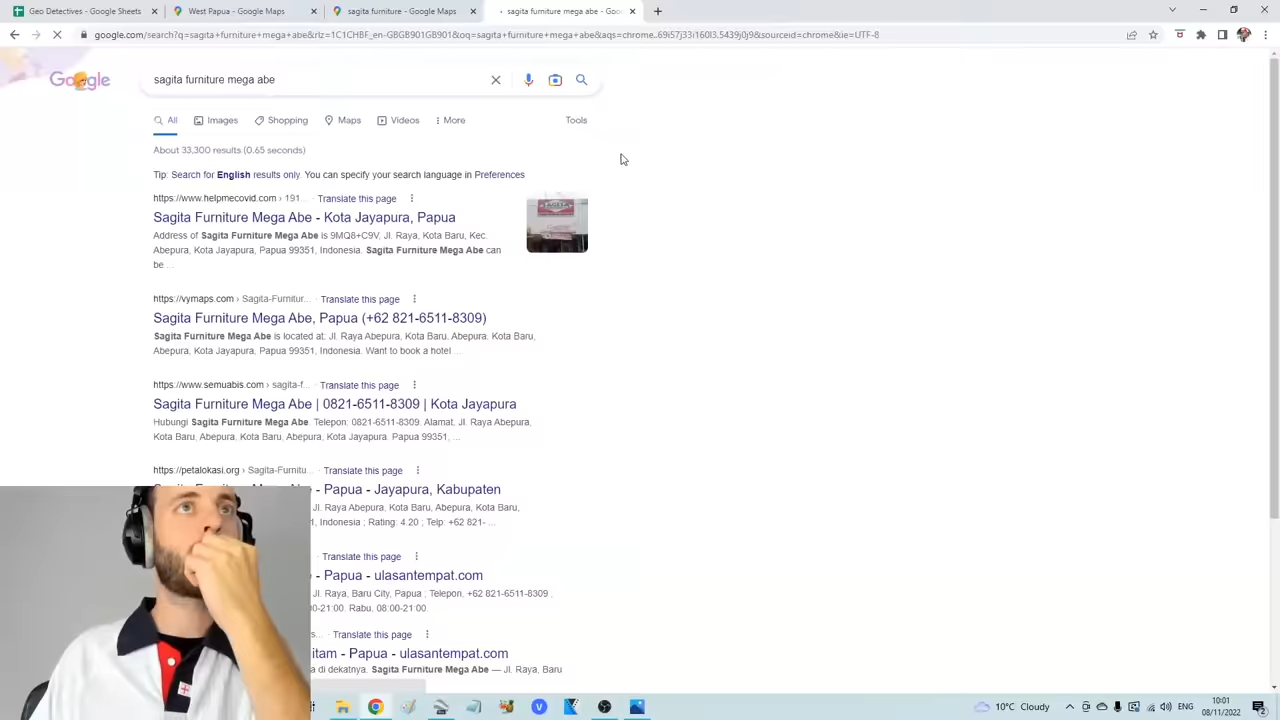 Geo Detectives - Google Sheets
Sagita Furniture Mega Papua -
sagita furniture - Google Maps
sagita furniture mega abe - Goo
google.com/search?q=sagita+furniture+mega+abe&rlz=1C1CHBF_en-GBGB901GB901&oq=sagita+furniture+mega+abe&aqs=chrome..69i57j33i160l3.5439j0j9&sourceid=chrome&ie=UTF-8
Google
sagita furniture mega abe
All
Images
Shopping
Maps
Videos
More
Tools
About 33,300 results (0.65 seconds)
Tip: Search for English results only. You can specify your search language in Preferences
https://www.helpmecovid.com › 191... · Translate this page
Sagita Furniture Mega Abe - Kota Jayapura, Papua
Address of Sagita Furniture Mega Abe is 9MQ8+C9V, Jl. Raya, Kota Baru, Kec.
Abepura, Kota Jayapura, Papua 99351, Indonesia. Sagita Furniture Mega Abe can
be ...
https://vymaps.com › Sagita-Furnitur... · Translate this page
Sagita Furniture Mega Abe, Papua (+62 821-6511-8309)
Sagita Furniture Mega Abe is located at: Jl. Raya Abepura, Kota Baru, Abepura, Kota Baru,
Abepura, Kota Jayapura, Papua 99351, Indonesia. Want to book a hotel ...
https://www.semuabis.com › sagita-f... · Translate this page
Sagita Furniture Mega Abe | 0821-6511-8309 | Kota Jayapura
Hubungi Sagita Furniture Mega Abe. Telepon: 0821-6511-8309. Alamat. Jl. Raya Abepura,
Kota Baru, Abepura, Kota Baru, Abepura, Kota Jayapura. Papua 99351, ...
https://petalokasi.org › Sagita-Furnitu... · Translate this page
- Papua - Jayapura, Kabupaten
Jl. Raya Abepura, Kota Baru, Abepura, Kota Baru,
, Indonesia ; Rating: 4.20 ; Telp: +62 821- ...
· Translate this page
- Papua - ulasantempat.com
Jl. Raya, Baru City, Papua ; Telepon, +62 821-6511-8309 ;
00-21:00. Rabu, 08:00-21:00.
s... · Translate this page
itam - Papua - ulasantempat.com
a di dekatnya. Sagita Furniture Mega Abe — Jl. Raya, Baru
10°C Cloudy
ENG
10:01
08/11/2022